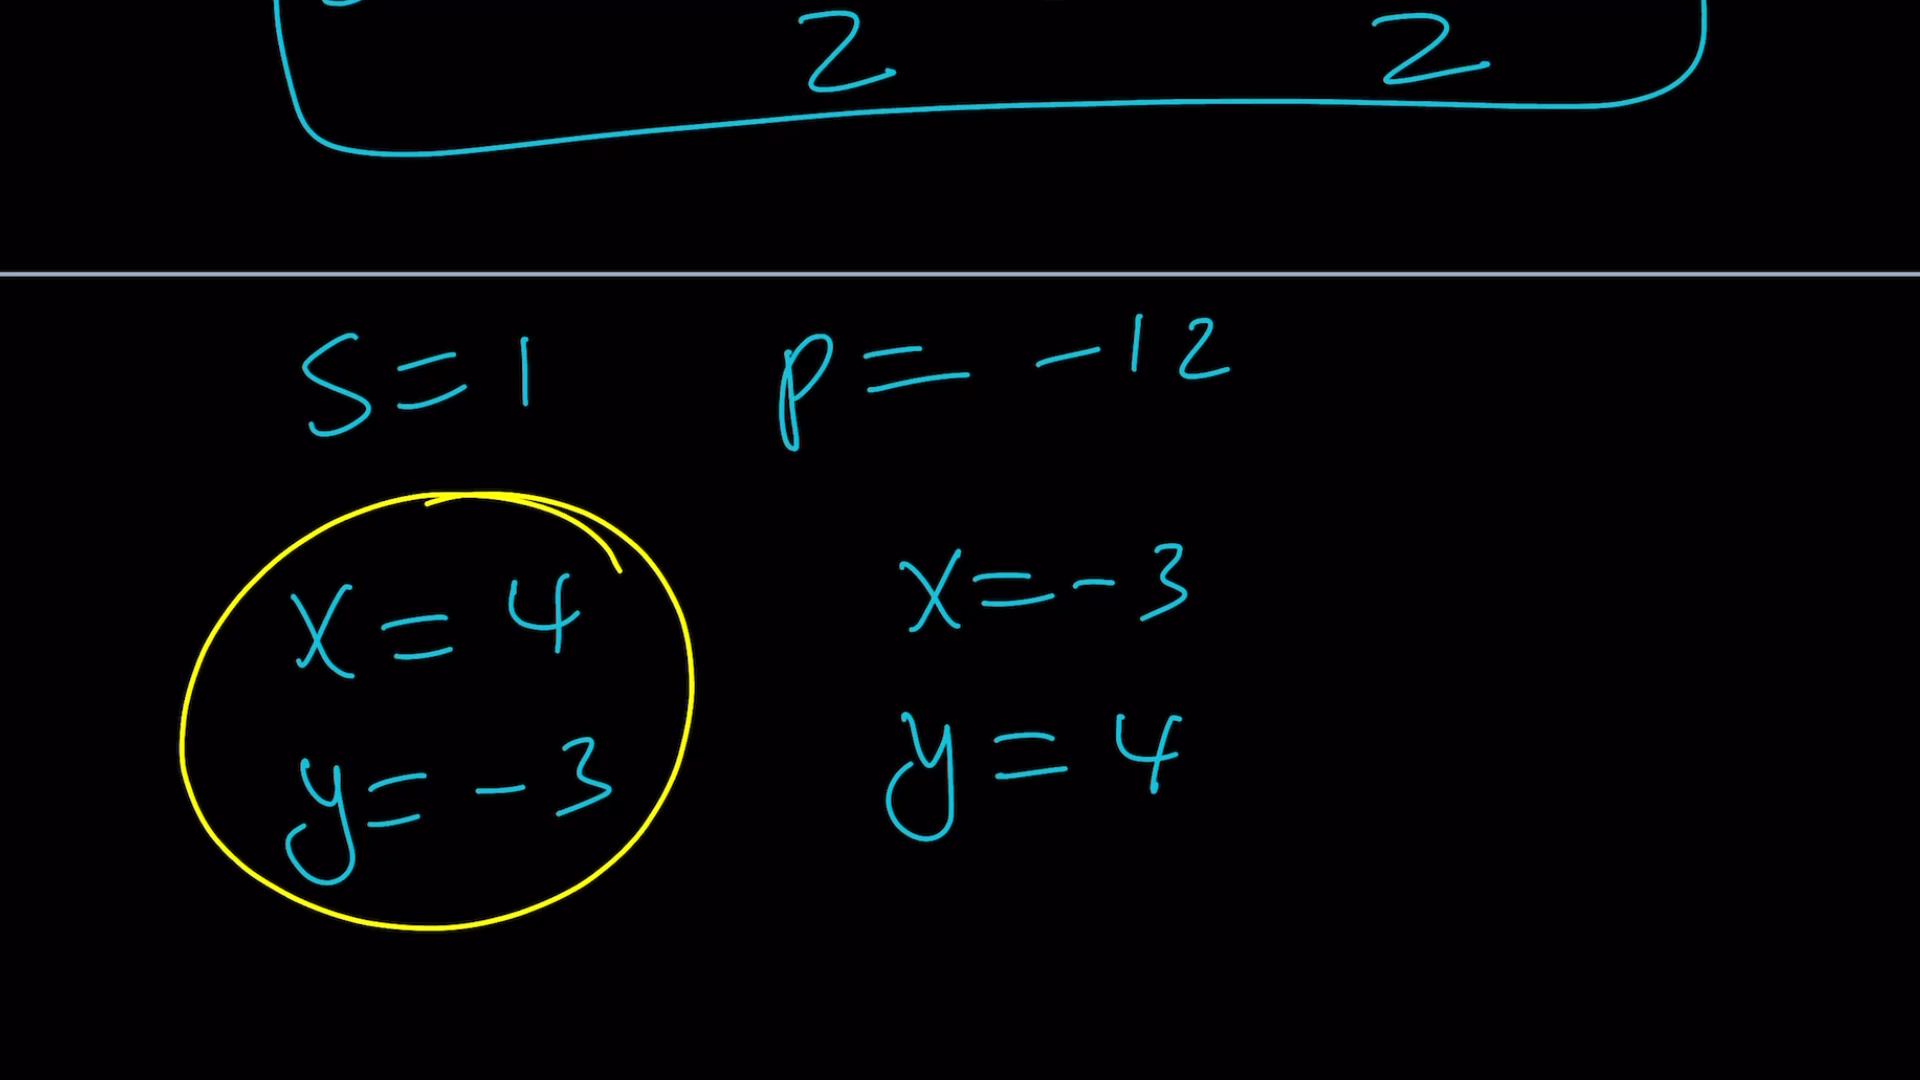 2 2
S = 1 p = -12
x = 4 x = -3
y = -3 y = 4